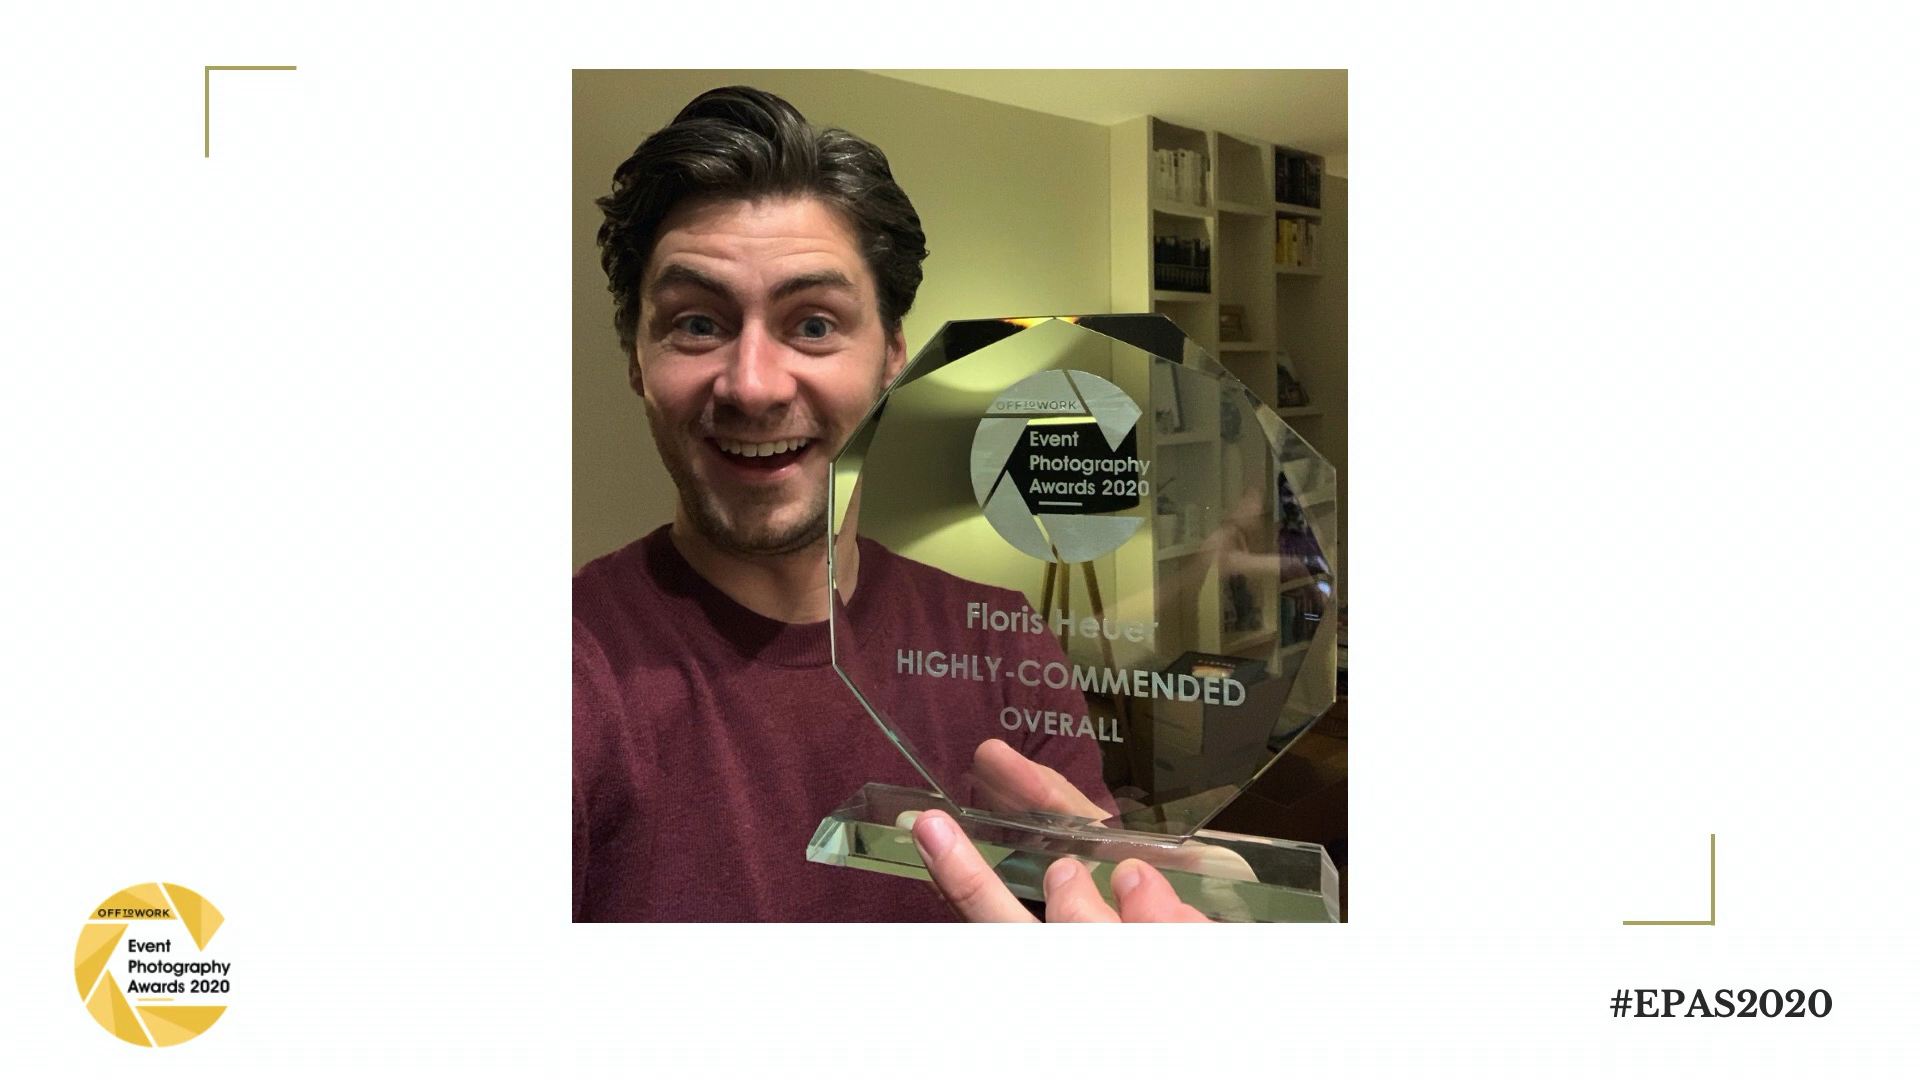 OFF TO WORK
Event
Photography
Awards 2020
Floris Heuer
HIGHLY-COMMENDED
OVERALL
OFF TO WORK
Event
Photography
Awards 2020
#EPAS2020